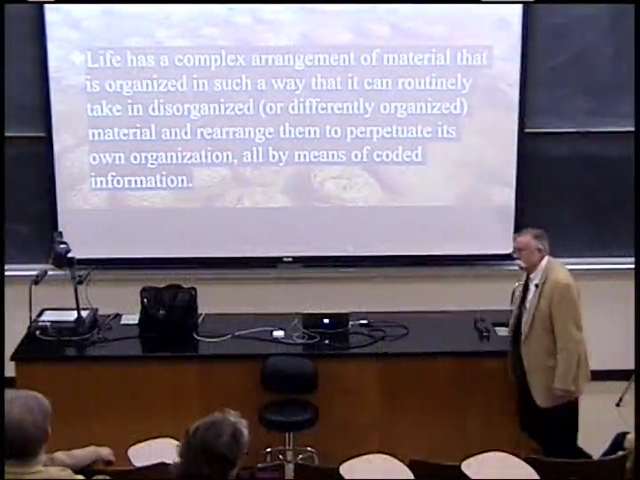 Life has a complex arrangement of material that
is organized in such a way that it can routinely
take in disorganized (or differently organized)
material and rearrange them to perpetuate its
own organization, all by means of coded
information.